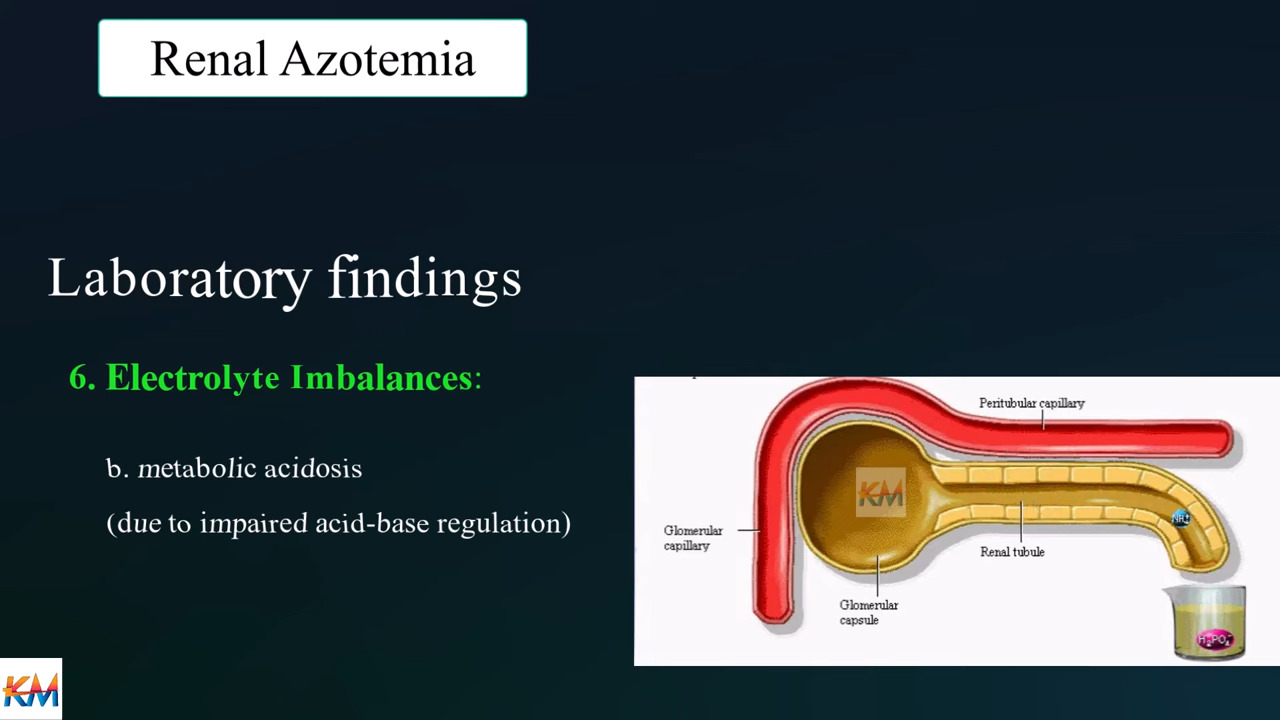 Renal Azotemia
Laboratory findings
6. Electrolyte Imbalances:
b. metabolic acidosis
(due to impaired acid-base regulation)
Peritubular capillary
Glomerular
capillary
KM
Renal tubule
Glomerular
capsule
KM